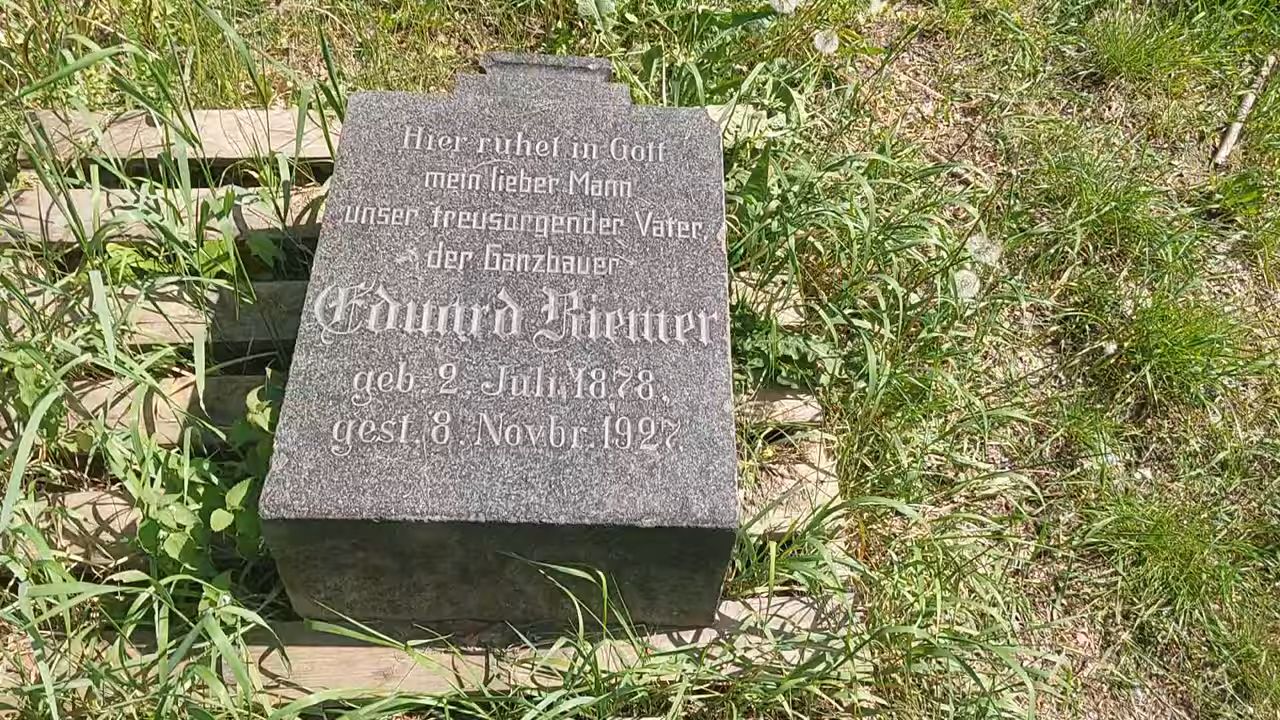 Hier ruhet in Gott
mein lieber Mann
unser treusorgender Vater
der Ganzbauer
Eduard Riemer
geb. 2. Juli 1878,
gest. 8. Novbr. 1927